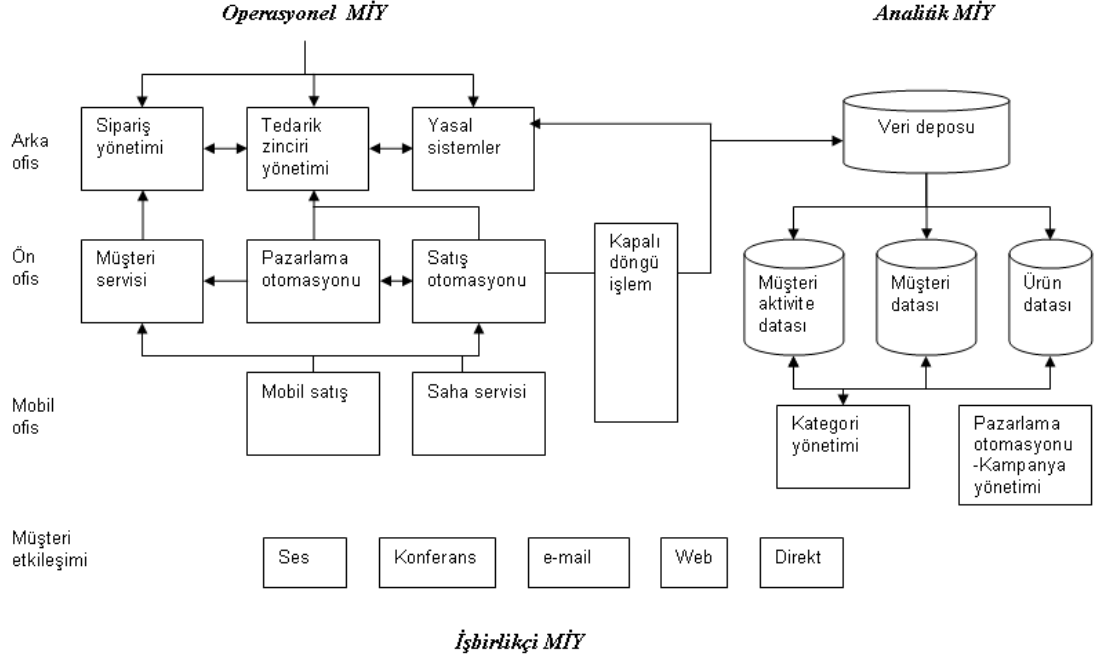 Operasyonel MİY
Analitik MİY
Arka
ofis
Sipariş
yönetimi
Tedarik
zinciri
yönetimi
Yasal
sistemler
Veri deposu
Ön
ofis
Müşteri
servisi
Pazarlama
otomasyonu
Satış
otomasyonu
Kapalı
döngü
işlem
Müşteri
aktivite
datası
Müşteri
datası
Ürün
datası
Mobil
ofis
Mobil satış
Saha servisi
Kategori
yönetimi
Pazarlama
otomasyonu
-Kampanya
yönetimi
Müşteri
etkileşimi
Ses
Konferans
e-mail
Web
Direkt
İşbirlikçi MİY